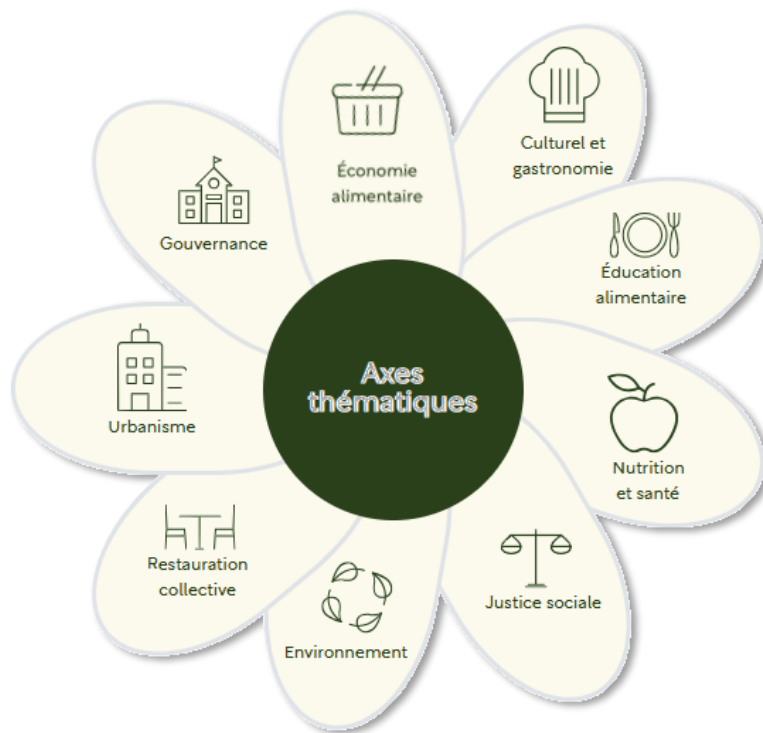 Économie
alimentaire
Culturel et
gastronomie
Éducation
alimentaire
Nutrition
et santé
Justice sociale
Environnement
Restauration
collective
Urbanisme
Gouvernance
Axes
thématiques